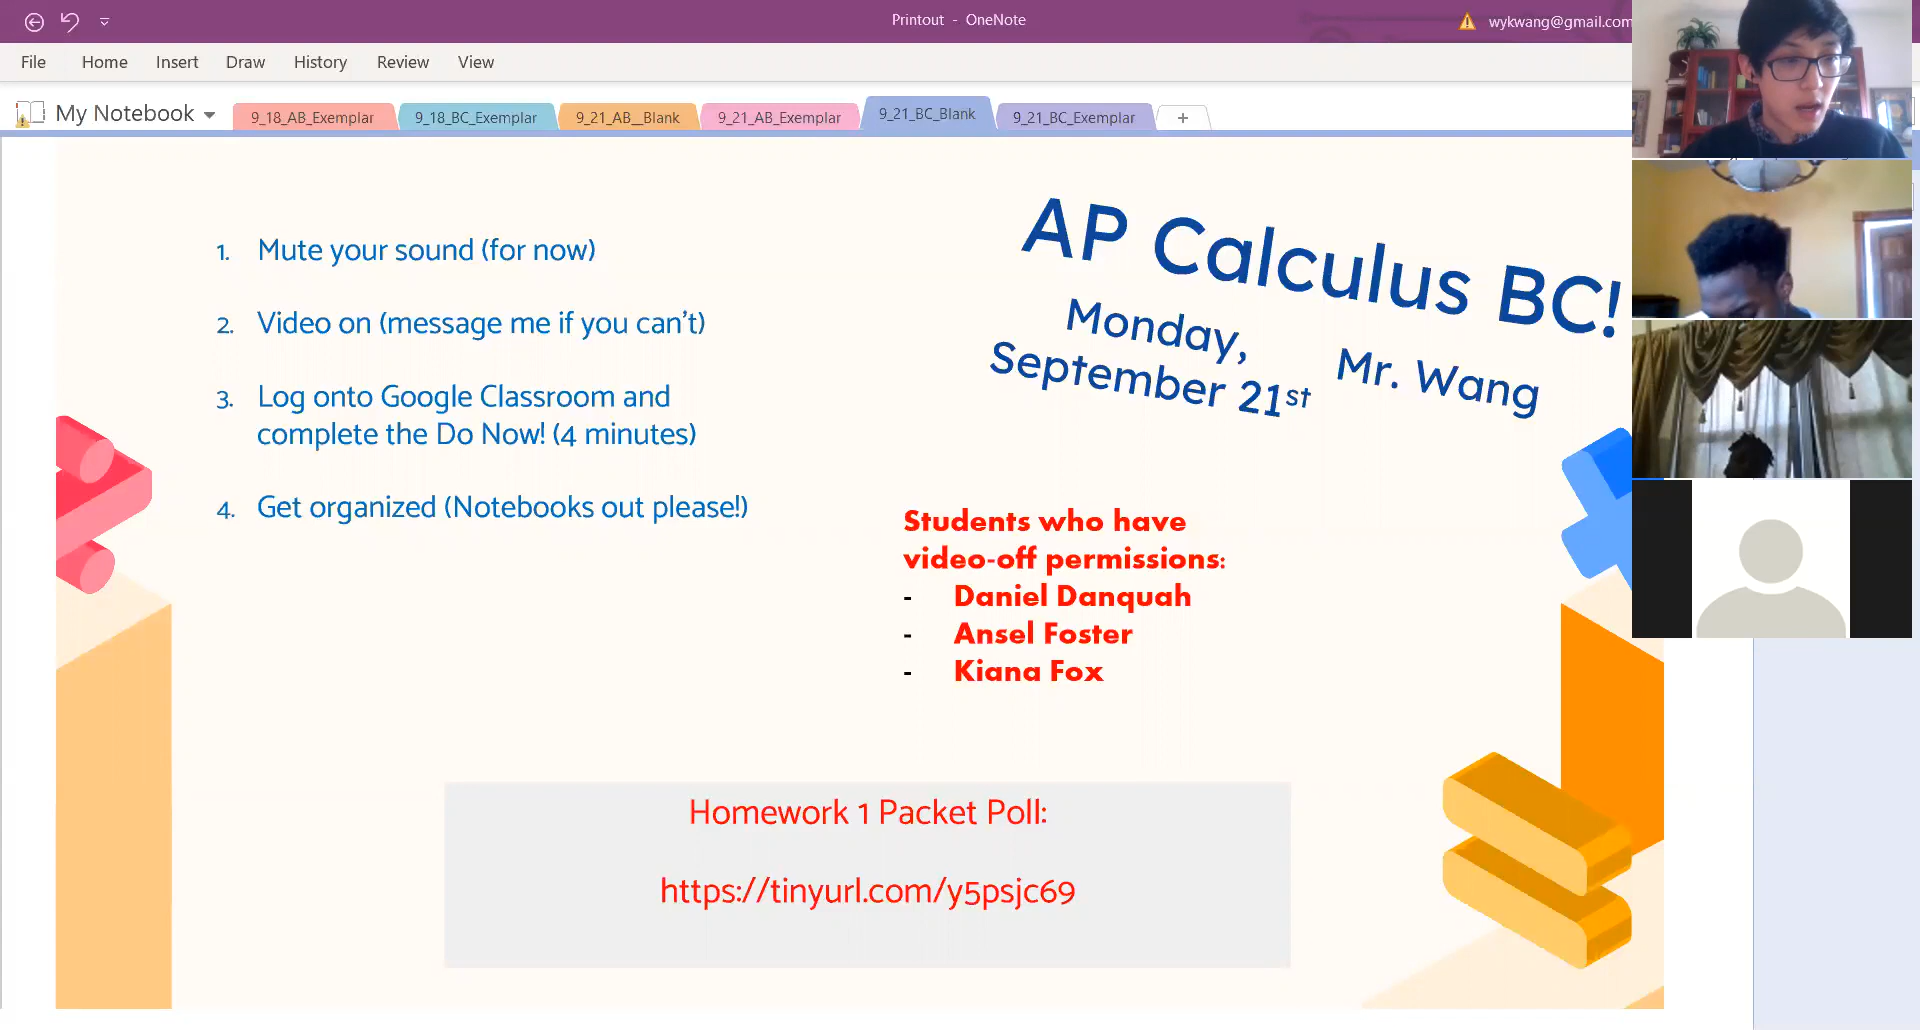 Printout - OneNote
wykwang@gmail.com
File Home Insert Draw History Review View
My Notebook 9_18_AB_Exemplar 9_18_BC_Exemplar 9_21_AB__Blank 9_21_AB_Exemplar 9_21_BC_Blank 9_21_BC_Exemplar +
1. Mute your sound (for now)
2. Video on (message me if you can't)
3. Log onto Google Classroom and
complete the Do Now! (4 minutes)
4. Get organized (Notebooks out please!)
AP Calculus BC!
Monday,
September 21st
Mr. Wang
Students who have
video-off permissions:
- Daniel Danquah
- Ansel Foster
- Kiana Fox
Homework 1 Packet Poll:
https://tinyurl.com/y5psjc69